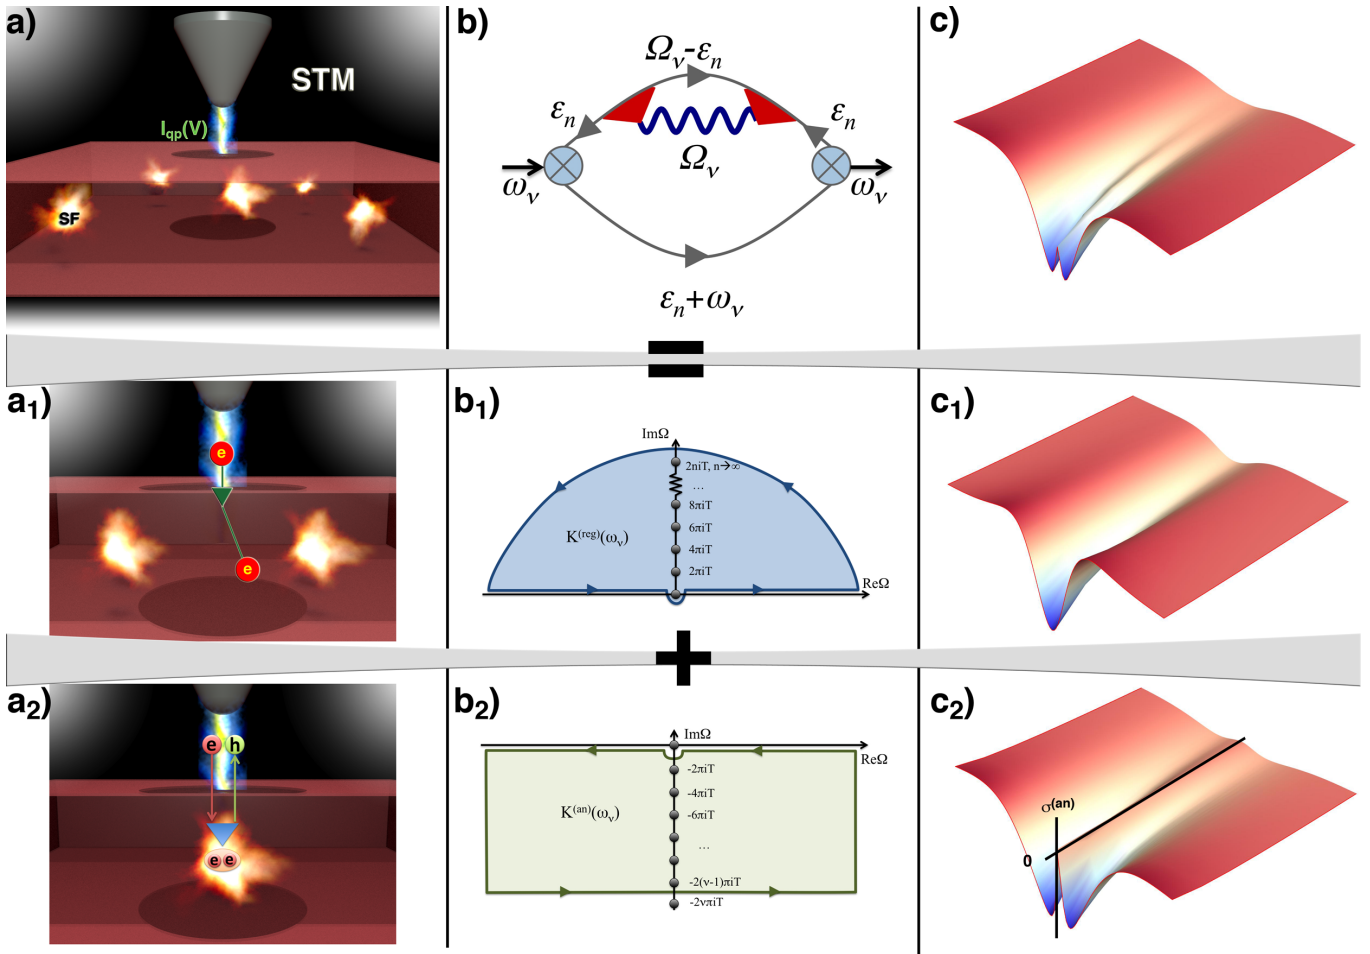 a)
STM
I_qp(V)
SF
b)
Ω_ν-ε_n
ε_n
ε_n
Ω_ν
ω_ν
ω_ν
ε_n+ω_ν
c)
=
a₁)
e
e
b₁)
ImΩ
2niT, n→∞
...
8πiT
6πiT
4πiT
2πiT
K^(reg)(ω_ν)
ReΩ
c₁)
+
a₂)
e h
e e
b₂)
ImΩ
ReΩ
-2πiT
-4πiT
-6πiT
...
-2(ν-1)πiT
-2νπiT
K^(an)(ω_ν)
c₂)
σ^(an)
0